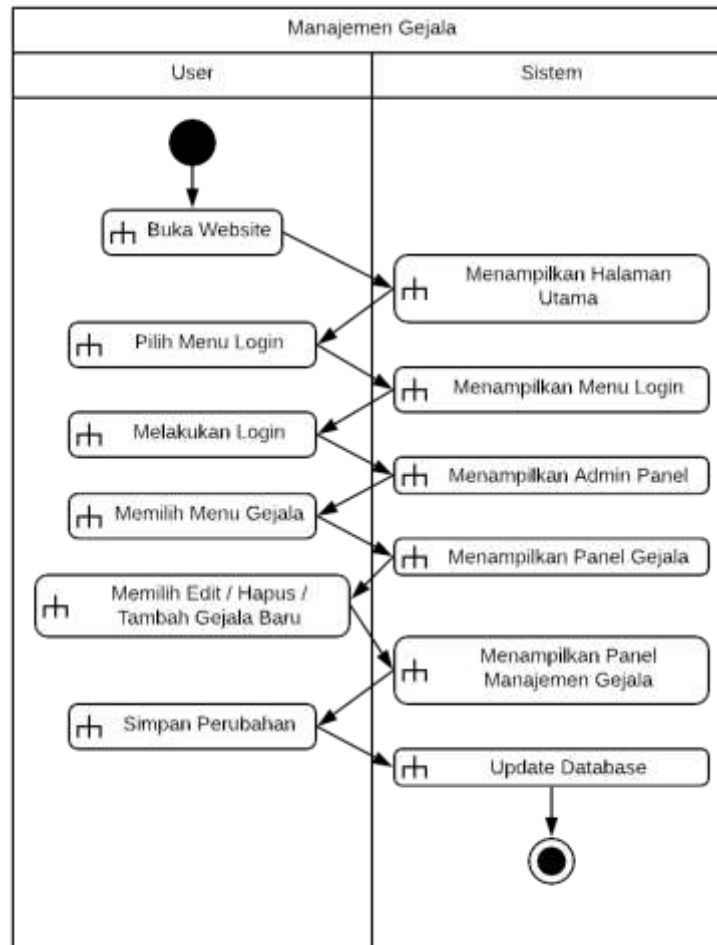 Manajemen Gejala
User
Sistem
Buka Website
Menampilkan Halaman
Utama
Pilih Menu Login
Menampilkan Menu Login
Melakukan Login
Menampilkan Admin Panel
Memilih Menu Gejala
Menampilkan Panel Gejala
Memilih Edit / Hapus /
Tambah Gejala Baru
Menampilkan Panel
Manajemen Gejala
Simpan Perubahan
Update Database